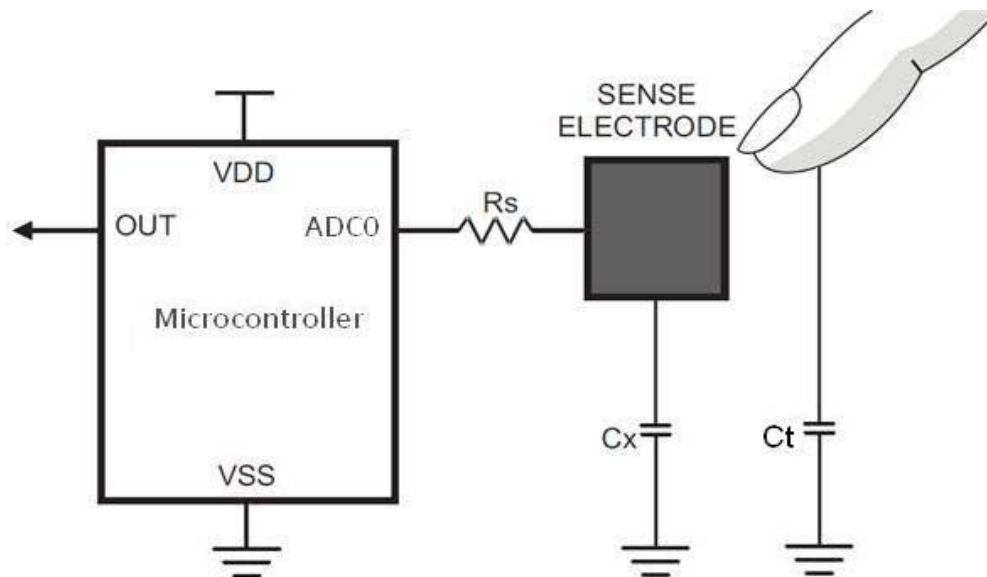 SENSE
ELECTRODE
VDD
Rs
OUT
ADC0
Microcontroller
Cx
Ct
VSS